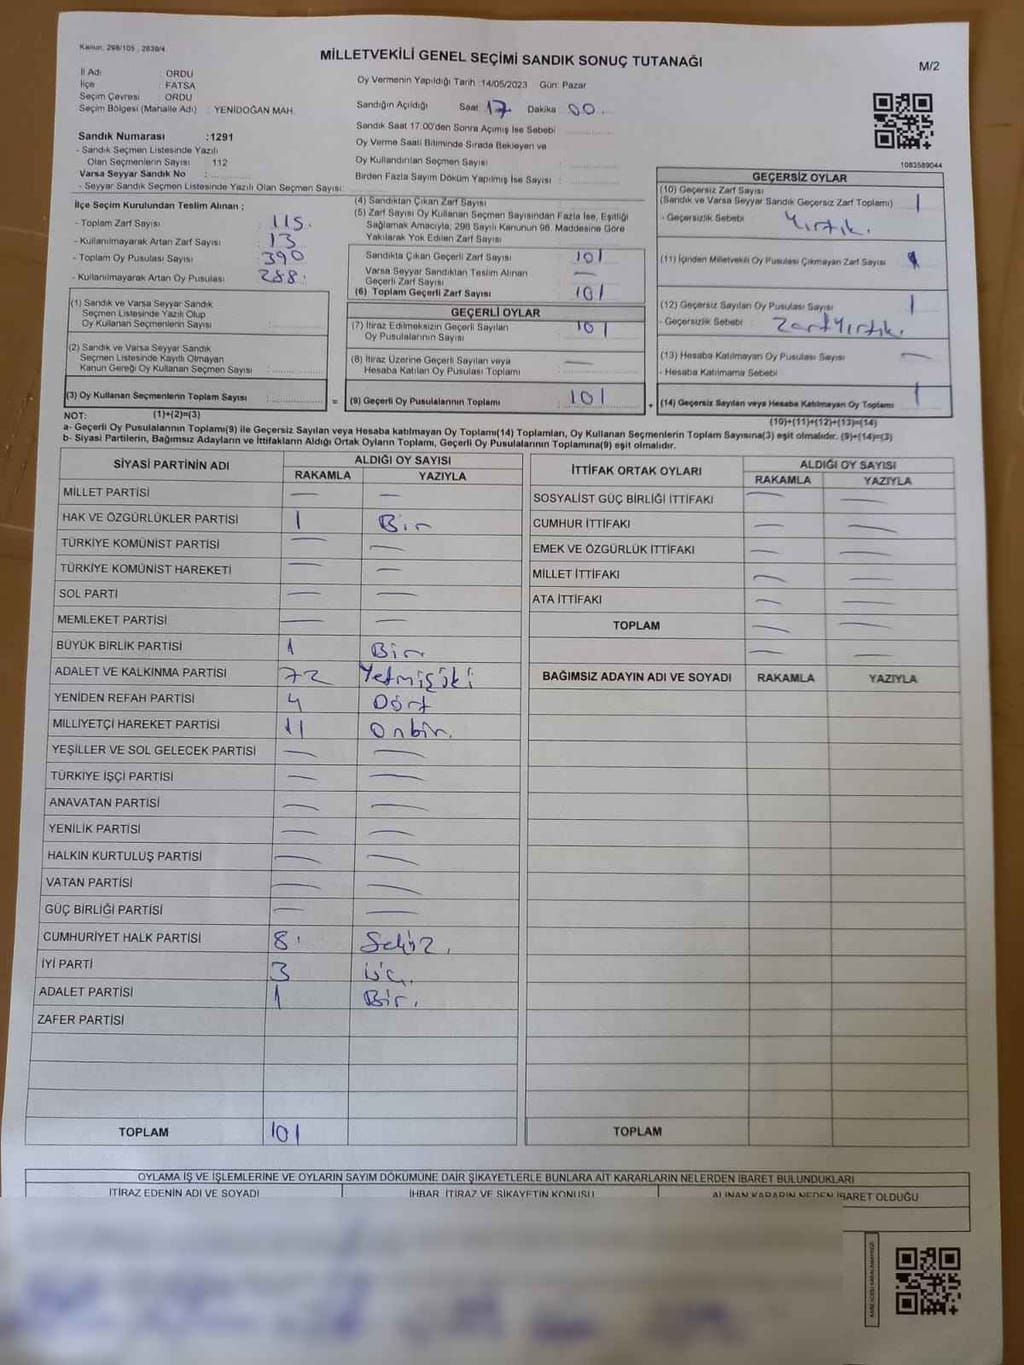 Kanun: 298/105 , 2839/4
MİLLETVEKİLİ GENEL SEÇİMİ SANDIK SONUÇ TUTANAĞI
M/2
İl Adı : ORDU
İlçe : FATSA
Seçim Çevresi : ORDU
Seçim Bölgesi (Mahalle Adı) : YENİDOĞAN MAH.
Sandık Numarası :1291
- Sandık Seçmen Listesinde Yazılı
Olan Seçmenlerin Sayısı : 112
Varsa Seyyar Sandık No :
- Seyyar Sandık Seçmen Listesinde Yazılı Olan Seçmen Sayısı:
Oy Vermenin Yapıldığı Tarih :14/05/2023 Gün: Pazar
Sandığın Açıldığı Saat 17 Dakika 00
Sandık Saat 17:00'den Sonra Açımış İse Sebebi
Oy Verme Saati Bitiminde Sırada Bekleyen ve
Oy Kullandırılan Seçmen Sayısı :
Birden Fazla Sayım Döküm Yapılmış İse Sayısı :
1083589044
İlçe Seçim Kurulundan Teslim Alınan ;
- Toplam Zarf Sayısı : 115.
- Kullanılmayarak Artan Zarf Sayısı : 13
- Toplam Oy Pusulası Sayısı : 390
- Kullanılmayarak Artan Oy Pusulası : 288.
(1) Sandık ve Varsa Seyyar Sandık
Seçmen Listesinde Yazılı Olup
Oy Kullanan Seçmenlerin Sayısı :
(2) Sandık ve Varsa Seyyar Sandık
Seçmen Listesinde Kayıtlı Olmayan
Kanun Gereği Oy Kullanan Seçmen Sayısı :
(3) Oy Kullanan Seçmenlerin Toplam Sayısı :
(1)+(2)=(3)
(4) Sandıktan Çıkan Zarf Sayısı
(5) Zarf Sayısı Oy Kullanan Seçmen Sayısından Fazla İse, Eşitliği
Sağlamak Amacıyla, 298 Sayılı Kanunun 98. Maddesine Göre
Yakılarak Yok Edilen Zarf Sayısı
Sandıkta Çıkan Geçerli Zarf Sayısı : 101
Varsa Seyyar Sandıktan Teslim Alınan
Geçerli Zarf Sayısı : —
(6) Toplam Geçerli Zarf Sayısı : 101
GEÇERLİ OYLAR
(7) İtiraz Edilmeksizin Geçerli Sayılan
Oy Pusulasının Sayısı : 101
(8) İtiraz Üzerine Geçerli Sayılan veya
Hesaba Katılan Oy Pusulası Toplamı : —
= (9) Geçerli Oy Pusulalarının Toplamı : 101
GEÇERSİZ OYLAR
(10) Geçersiz Zarf Sayısı
(Sandık ve Varsa Seyyar Sandık Geçersiz Zarf Toplamı) : 1
- Geçersizlik Sebebi : Yırtık.
(11) İçinden Milletvekili Oy Pusulası Çıkmayan Zarf Sayısı
(12) Geçersiz Sayılan Oy Pusulası Sayısı : 1
- Geçersizlik Sebebi : Zarf Yırtık.
(13) Hesaba Katılmayan Oy Pusulası Sayısı : —
- Hesaba Katılmama Sebebi
+ (14) Geçersiz Sayılan veya Hesaba Katılmayan Oy Toplamı : 1
(10)+(11)+(12)+(13)=(14)
NOT:
a- Geçerli Oy Pusulalarının Toplamı(9) ile Geçersiz Sayılan veya Hesaba katılmayan Oy Toplamı(14) Toplamları, Oy Kullanan Seçmenlerin Toplam Sayısına(3) eşit olmalıdır. (9)+(14)=(3)
b- Siyasi Partilerin, Bağımsız Adayların ve İttifakların Aldığı Ortak Oyların Toplamı, Geçerli Oy Pusulalarının Toplamına(9) eşit olmalıdır.
SİYASİ PARTİNİN ADI ALDIĞI OY SAYISI
RAKAMLA YAZIYLA
MİLLET PARTİSİ — —
HAK VE ÖZGÜRLÜKLER PARTİSİ 1 Bir
TÜRKİYE KOMÜNİST PARTİSİ — —
TÜRKİYE KOMÜNİST HAREKETİ — —
SOL PARTİ — —
MEMLEKET PARTİSİ — —
BÜYÜK BİRLİK PARTİSİ 1 Bir
ADALET VE KALKINMA PARTİSİ 72 Yetmişiki
YENİDEN REFAH PARTİSİ 4 Dört
MİLLİYETÇİ HAREKET PARTİSİ 11 Onbir.
YEŞİLLER VE SOL GELECEK PARTİSİ — —
TÜRKİYE İŞÇİ PARTİSİ — —
ANAVATAN PARTİSİ — —
YENİLİK PARTİSİ — —
HALKIN KURTULUŞ PARTİSİ — —
VATAN PARTİSİ — —
GÜÇ BİRLİĞİ PARTİSİ — —
CUMHURİYET HALK PARTİSİ 8. Sekiz.
İYİ PARTİ 3 Üç.
ADALET PARTİSİ 1 Bir.
ZAFER PARTİSİ
TOPLAM 101
İTTİFAK ORTAK OYLARI ALDIĞI OY SAYISI
RAKAMLA YAZIYLA
SOSYALİST GÜÇ BİRLİĞİ İTTİFAKI — —
CUMHUR İTTİFAKI — —
EMEK VE ÖZGÜRLÜK İTTİFAKI — —
MİLLET İTTİFAKI — —
ATA İTTİFAKI — —
TOPLAM — —
— —
BAĞIMSIZ ADAYIN ADI VE SOYADI RAKAMLA YAZIYLA
TOPLAM
OYLAMA İŞ VE İŞLEMLERİNE VE OYLARIN SAYIM DÖKÜMÜNE DAİR ŞİKAYETLERLE BUNLARA AİT KARARLARIN NELERDEN İBARET BULUNDUKLARI
İTİRAZ EDENİN ADI VE SOYADI İHBAR, İTİRAZ VE ŞİKAYETİN KONUSU ALINAN KARARIN NEDEN İBARET OLDUĞU